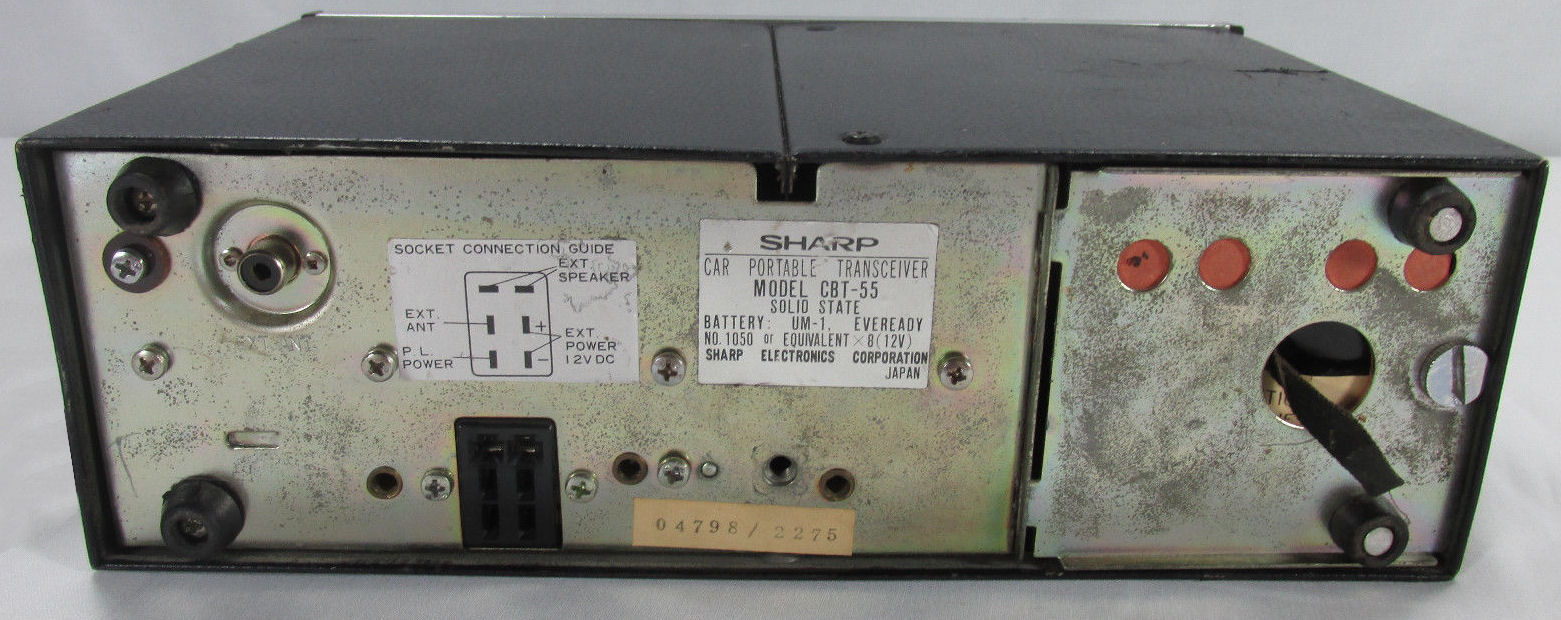 SOCKET CONNECTION GUIDE
EXT.
SPEAKER
EXT.
ANT
+
EXT
POWER
12V DC
P.L.
POWER
−
SHARP
CAR PORTABLE TRANSCEIVER
MODEL CBT-55
SOLID STATE
BATTERY: UM-1, EVEREADY
NO.1050 or EQUIVALENT ×8(12V)
SHARP ELECTRONICS CORPORATION
JAPAN
04798/2275